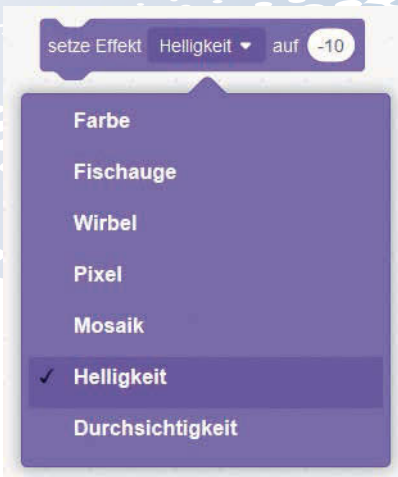 setze Effekt Helligkeit auf -10
Farbe
Fischauge
Wirbel
Pixel
Mosaik
Helligkeit
Durchsichtigkeit